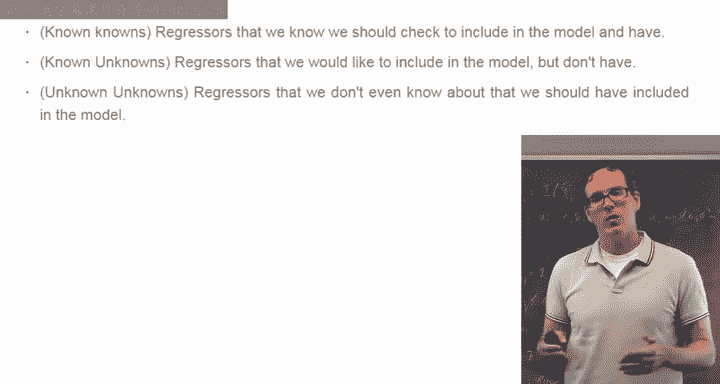 · (Known knowns) Regressors that we know we should check to include in the model and have.
· (Known Unknowns) Regressors that we would like to include in the model, but don't have.
· (Unknown Unknowns) Regressors that we don't even know about that we should have included
in the model.